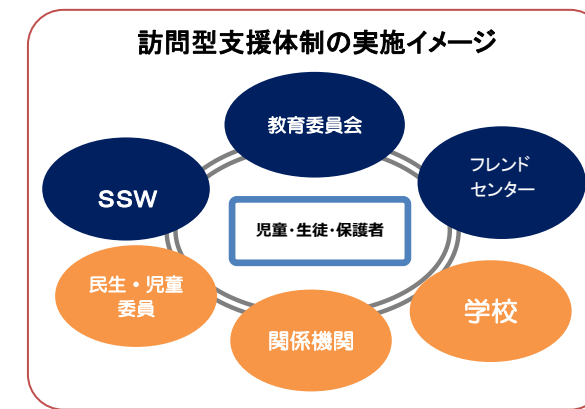 訪問型支援体制の実施イメージ
教育委員会
フレンド
センター
SSW
児童・生徒・保護者
民生・児童
委員
学校
関係機関